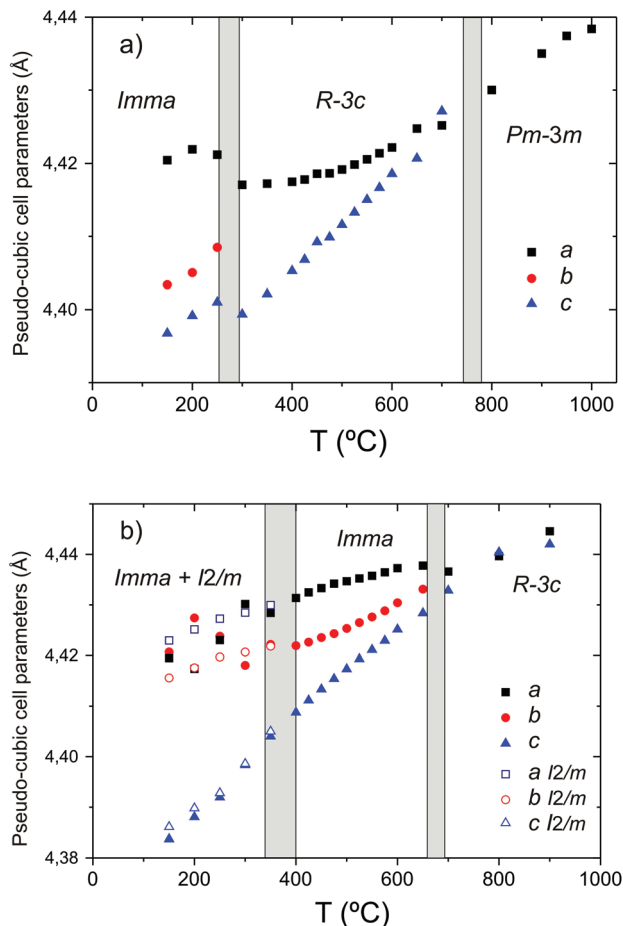 a)
Imma
R-3c
Pm-3m
4,44
4,42
4,40
Pseudo-cubic cell parameters (Å)
a
b
c
0 200 400 600 800 1000
T (ºC)
b)
Imma + I2/m
Imma
R-3c
4,44
4,42
4,40
4,38
Pseudo-cubic cell parameters (Å)
a
b
c
a I2/m
b I2/m
c I2/m
0 200 400 600 800 1000
T (ºC)